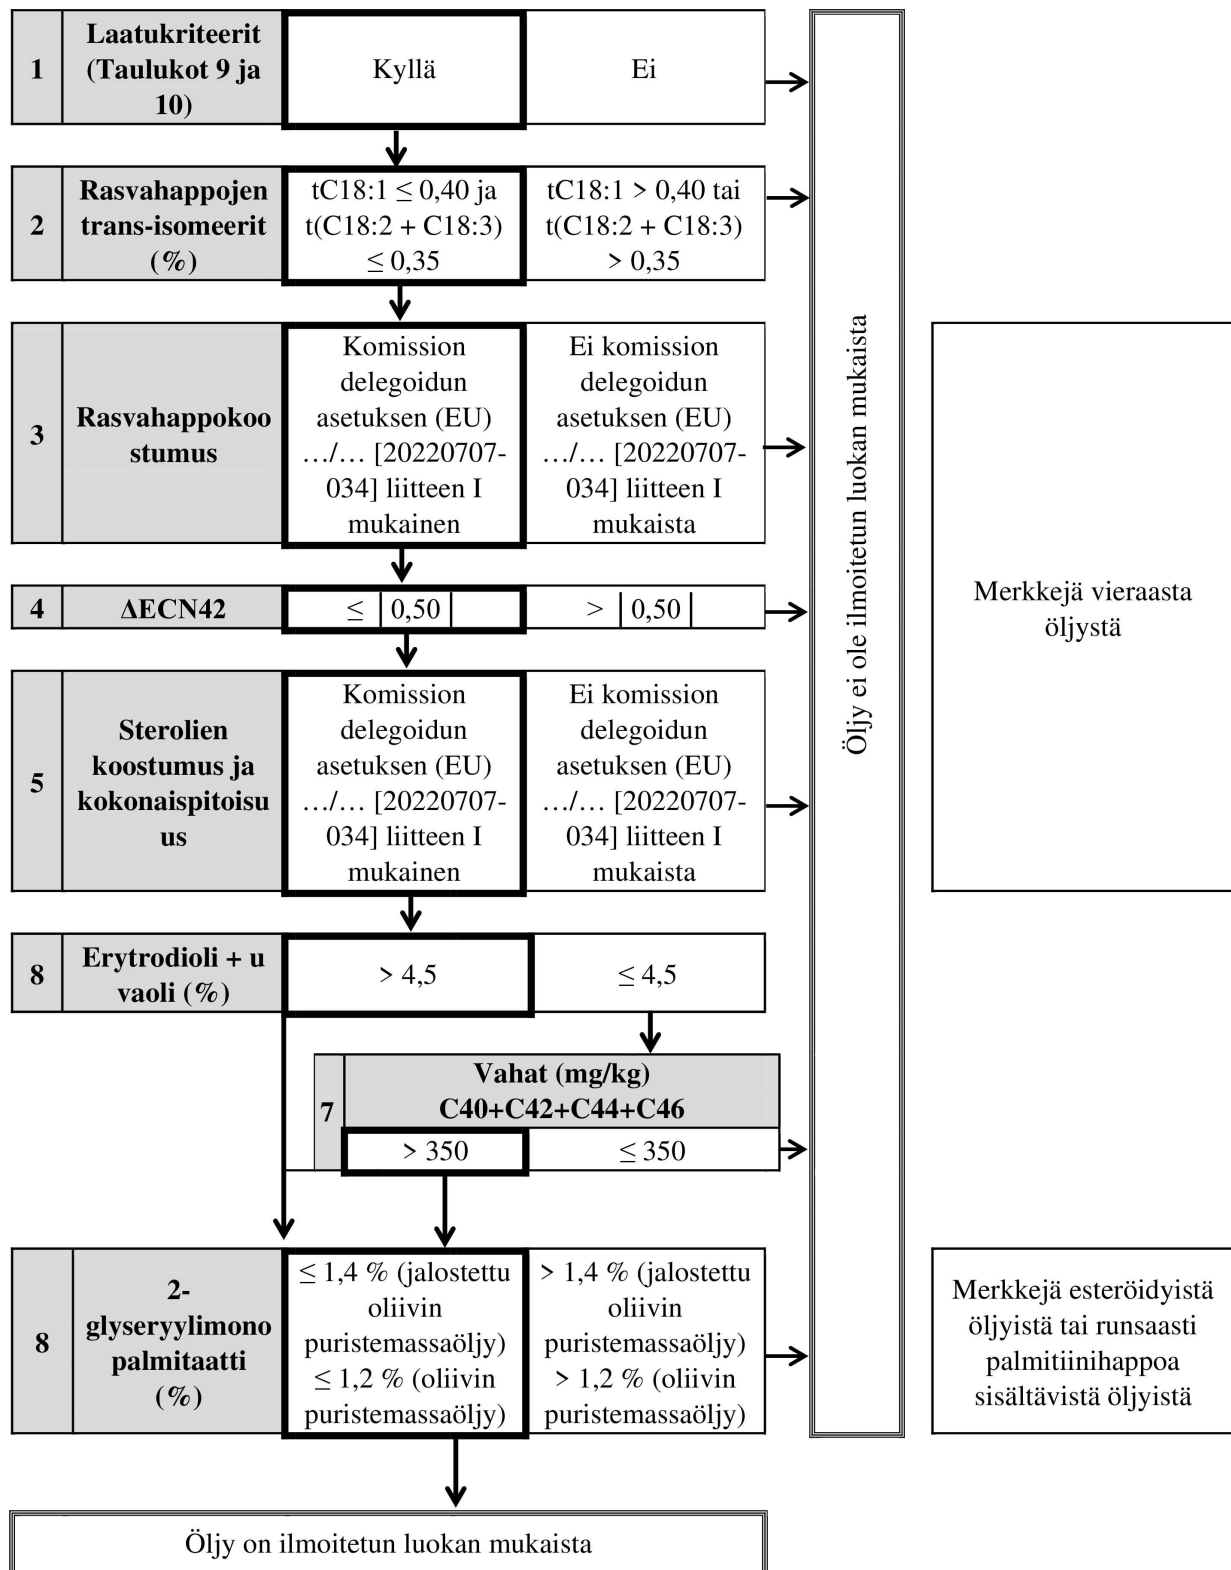 1
Laatukriteerit
(Taulukot 9 ja
10)
Kyllä
Ei
2
Rasvahappojen
trans-isomeerit
(%)
tC18:1 ≤ 0,40 ja
t(C18:2 + C18:3)
≤ 0,35
tC18:1 > 0,40 tai
t(C18:2 + C18:3)
> 0,35
3
Rasvahappokoo
stumus
Komission
delegoidun
asetuksen (EU)
…/… [20220707-
034] liitteen I
mukainen
Ei komission
delegoidun
asetuksen (EU)
…/… [20220707-
034] liitteen I
mukaista
4
ΔECN42
≤ |0,50|
> |0,50|
5
Sterolien
koostumus ja
kokonaispitoisu
us
Komission
delegoidun
asetuksen (EU)
…/… [20220707-
034] liitteen I
mukainen
Ei komission
delegoidun
asetuksen (EU)
…/… [20220707-
034] liitteen I
mukaista
8
Erytrodioli + u
vaoli (%)
> 4,5
≤ 4,5
7
Vahat (mg/kg)
C40+C42+C44+C46
> 350
≤ 350
8
2-
glyseryylimono
palmitaatti
(%)
≤ 1,4 % (jalostettu
oliivin
puristemassaöljy)
≤ 1,2 % (oliivin
puristemassaöljy)
> 1,4 % (jalostettu
oliivin
puristemassaöljy)
> 1,2 % (oliivin
puristemassaöljy)
Öljy ei ole ilmoitetun luokan mukaista
Merkkejä vieraasta
öljystä
Merkkejä esteröidyistä
öljyistä tai runsaasti
palmitiinihappoa
sisältävistä öljyistä
Öljy on ilmoitetun luokan mukaista